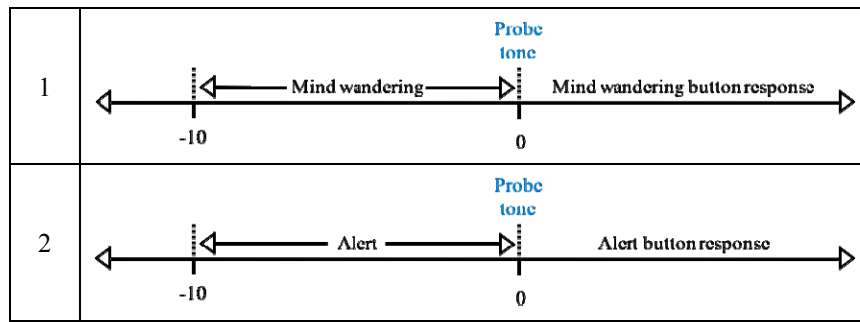 Probe
tone
1
Mind wandering
Mind wandering button response
-10
0
Probe
tone
2
Alert
Alert button response
-10
0